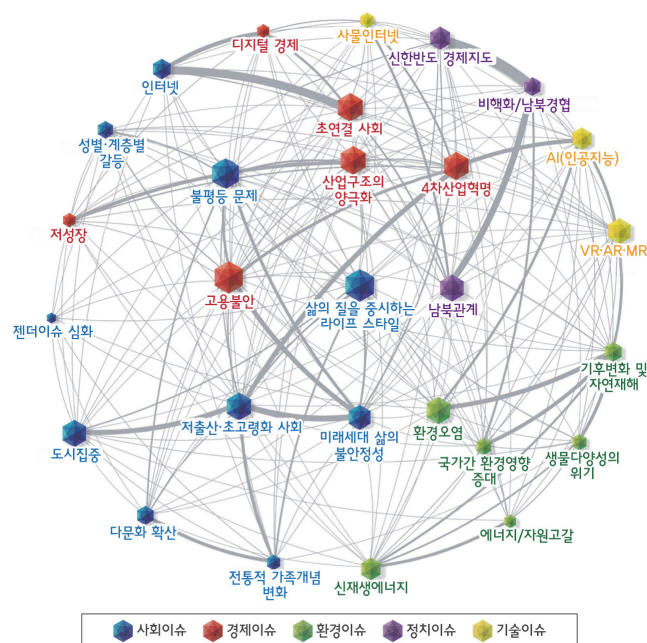 디지털 경제
사물인터넷
신한반도 경제지도
인터넷
비핵화/남북경협
초연결 사회
성별·계층별
갈등
AI(인공지능)
불평등 문제
산업구조의
양극화
4차산업혁명
저성장
VR·AR·MR
고용불안
삶의 질을 중시하는
라이프 스타일
남북관계
젠더이슈 심화
기후변화 및
자연재해
저출산·초고령화 사회
미래세대 삶의
불안정성
환경오염
도시집중
국가간 환경영향
증대
생물다양성의
위기
다문화 확산
에너지/자원고갈
전통적 가족개념
변화
신재생에너지
사회이슈 경제이슈 환경이슈 정치이슈 기술이슈